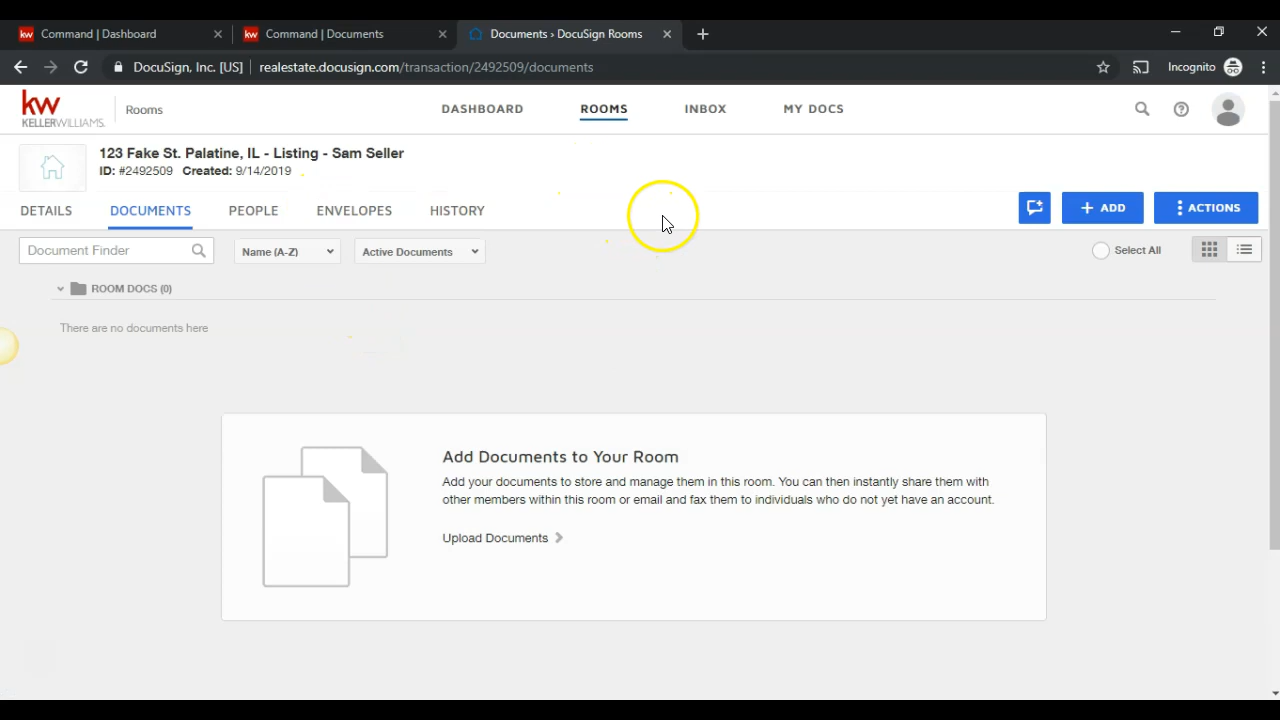 Command | Dashboard
Command | Documents
Documents › DocuSign Rooms
DocuSign, Inc. [US] | realestate.docusign.com/transaction/2492509/documents
Incognito
kw
KELLERWILLIAMS.
Rooms
DASHBOARD
ROOMS
INBOX
MY DOCS
123 Fake St. Palatine, IL - Listing - Sam Seller
ID: #2492509 Created: 9/14/2019
DETAILS
DOCUMENTS
PEOPLE
ENVELOPES
HISTORY
+ ADD
ACTIONS
Document Finder
Name (A-Z)
Active Documents
Select All
ROOM DOCS (0)
There are no documents here
Add Documents to Your Room
Add your documents to store and manage them in this room. You can then instantly share them with
other members within this room or email and fax them to individuals who do not yet have an account.
Upload Documents